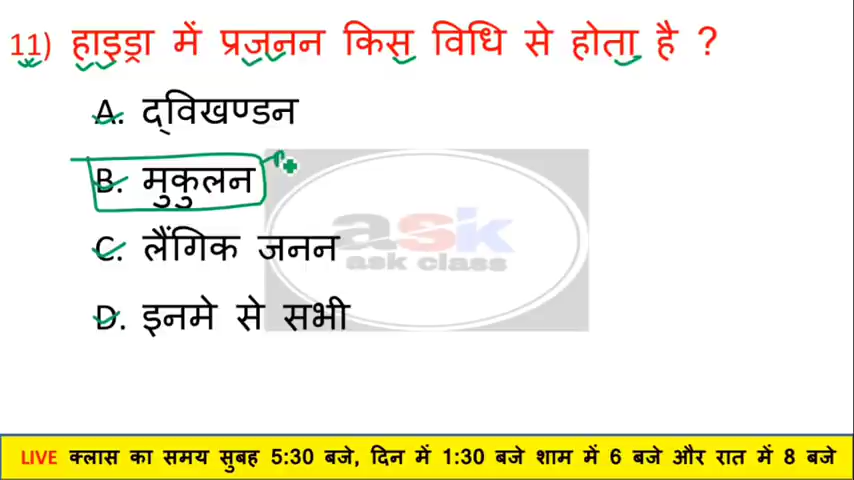 11) हाइड्रा में प्रजनन किस विधि से होता है ?
A. द्विखण्डन
B. मुकुलन
C. लैंगिक जनन
D. इनमे से सभी
ask
ask class
LIVE क्लास का समय सुबह 5:30 बजे, दिन में 1:30 बजे शाम में 6 बजे और रात में 8 बजे